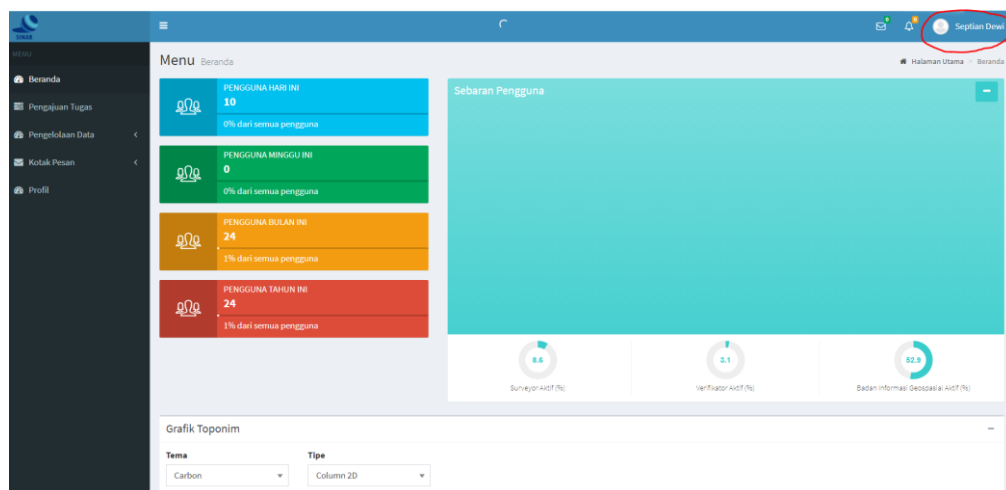 SINAR
0
0
Septian Dewi
MENU
Beranda
Pengajuan Tugas
Pengelolaan Data
Kotak Pesan
Profil
Menu Beranda
Halaman Utama > Beranda
PENGGUNA HARI INI
10
0% dari semua pengguna
PENGGUNA MINGGU INI
0
0% dari semua pengguna
PENGGUNA BULAN INI
24
1% dari semua pengguna
PENGGUNA TAHUN INI
24
1% dari semua pengguna
Sebaran Pengguna
8.6
Surveyor Aktif (%)
3.1
Verifikator Aktif (%)
52.9
Badan Informasi Geospasial Aktif (%)
Grafik Toponim
Tema
Tipe
Carbon
Column 2D